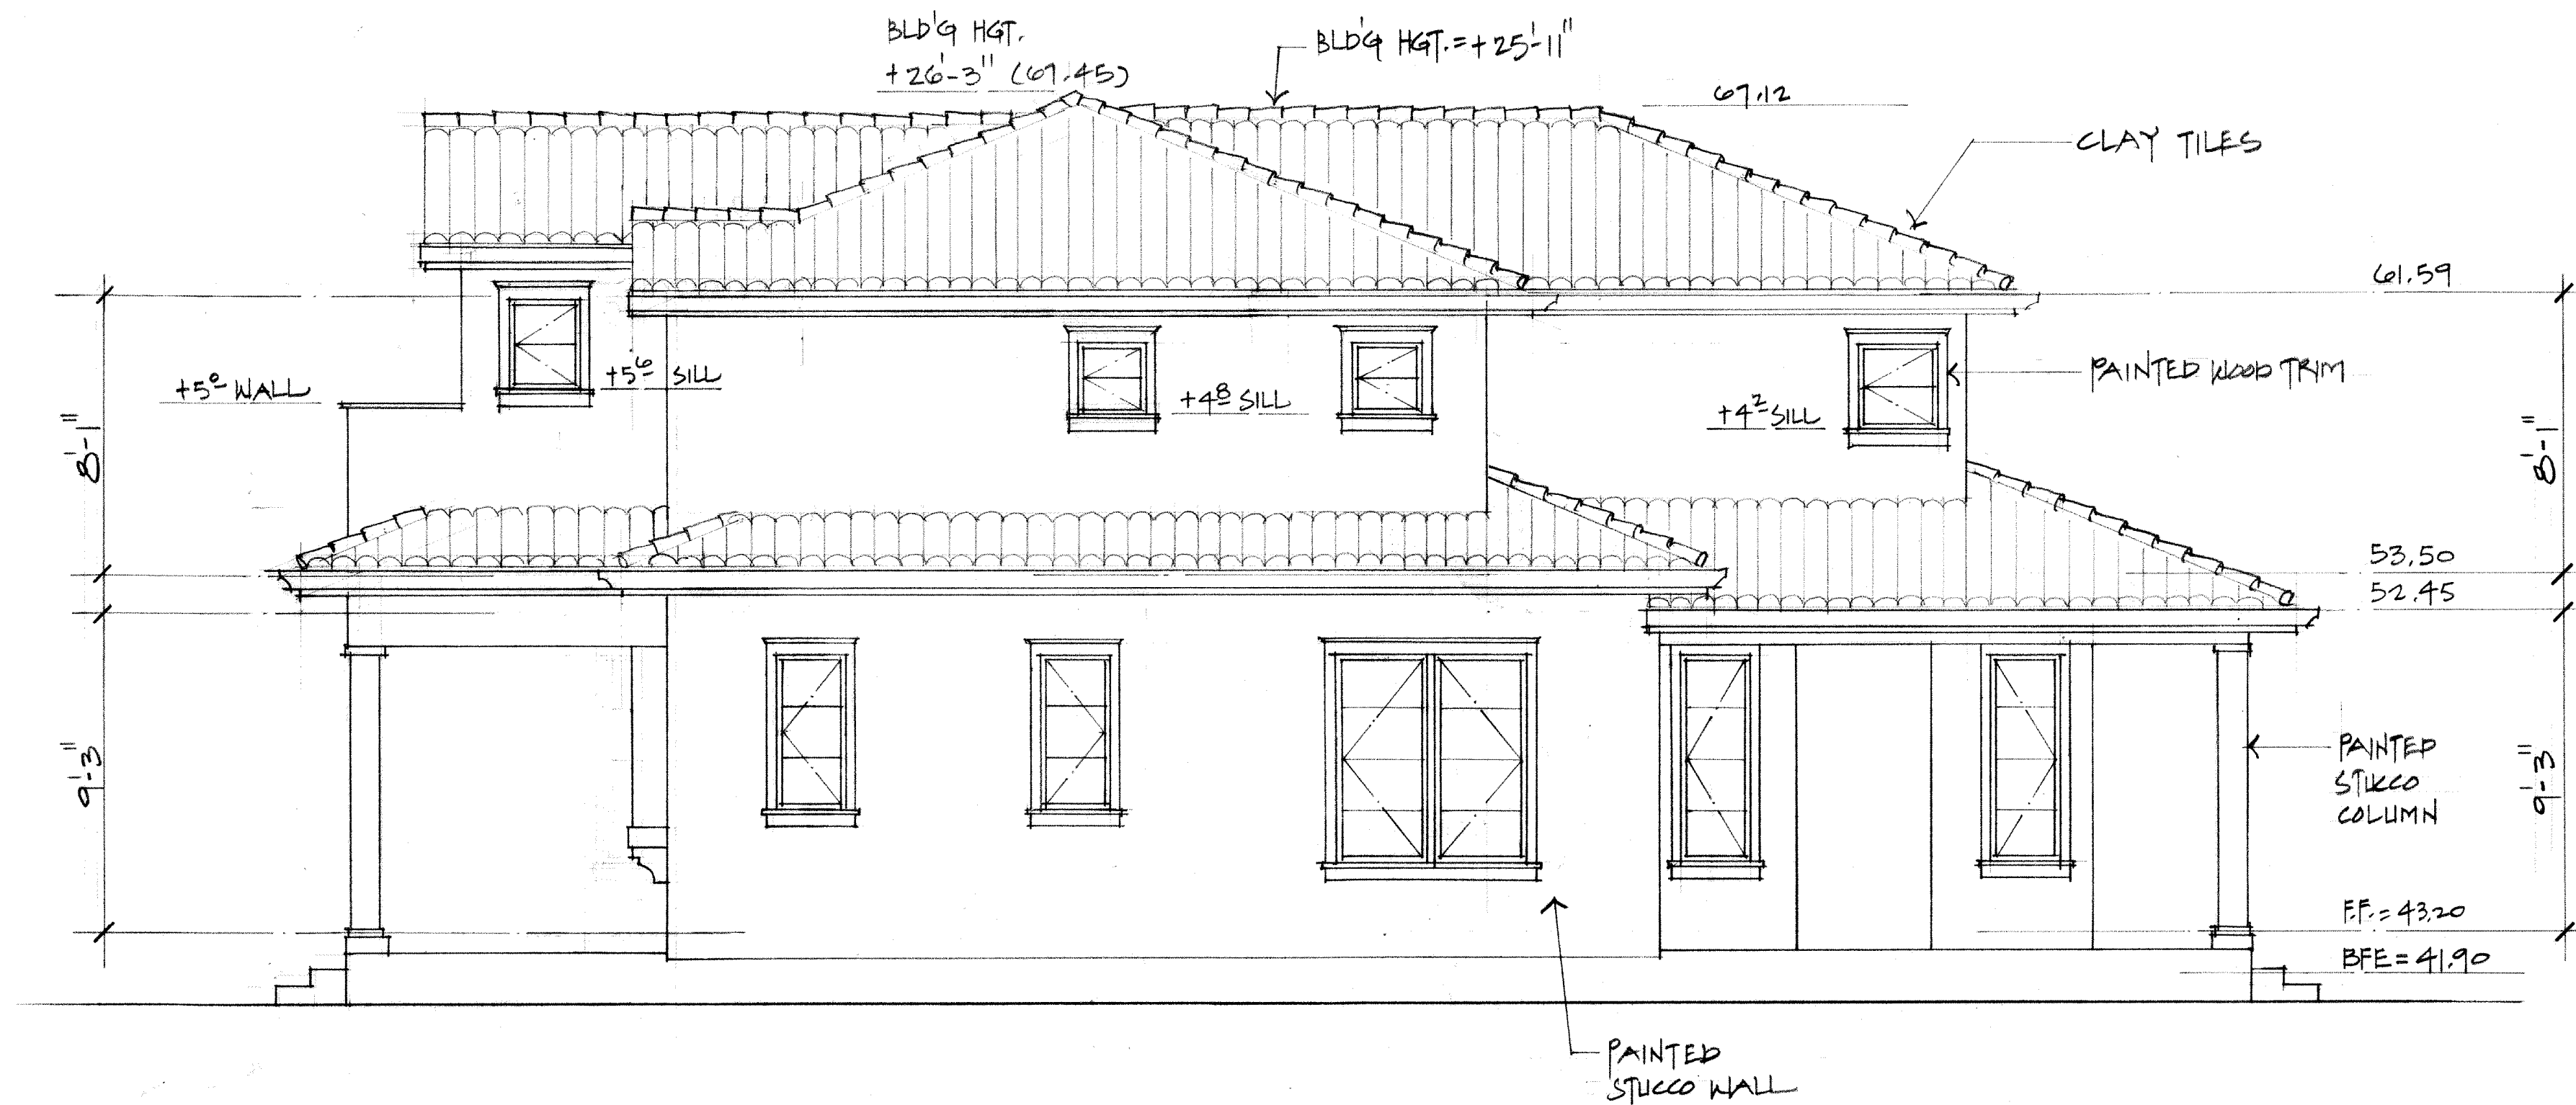 BLD'G HGT.
+26'-3" (69.45)
BLD'G HGT.=+25'-11"
69.12
CLAY TILES
61.59
+5⁰ WALL
+5⁶ SILL
+4⁸ SILL
+4² SILL
PAINTED WOOD TRIM
8'-1"
8'-1"
53.50
52.45
9'-3"
9'-3"
PAINTED
STUCCO
COLUMN
F.F.=43.20
BFE=41.90
PAINTED
STUCCO WALL